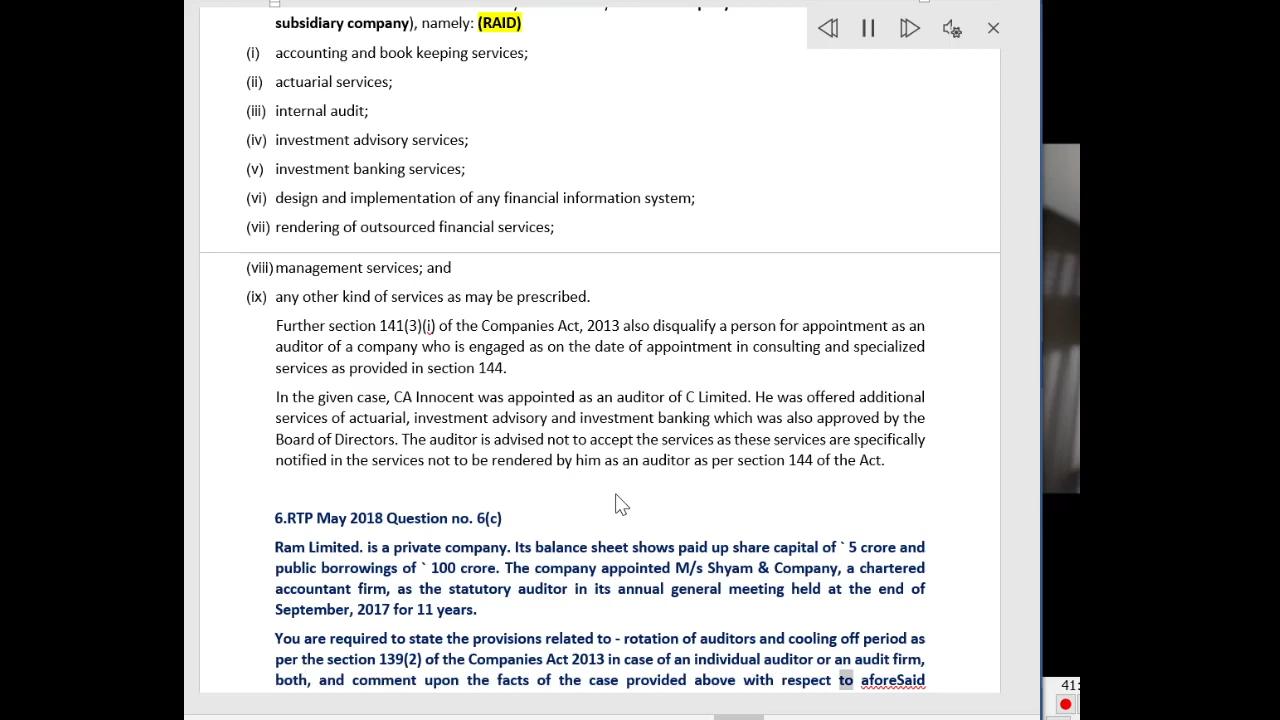 subsidiary company), namely: (RAID)
(i) accounting and book keeping services;
(ii) actuarial services;
(iii) internal audit;
(iv) investment advisory services;
(v) investment banking services;
(vi) design and implementation of any financial information system;
(vii) rendering of outsourced financial services;
(viii) management services; and
(ix) any other kind of services as may be prescribed.
Further section 141(3)(i) of the Companies Act, 2013 also disqualify a person for appointment as an
auditor of a company who is engaged as on the date of appointment in consulting and specialized
services as provided in section 144.
In the given case, CA Innocent was appointed as an auditor of C Limited. He was offered additional
services of actuarial, investment advisory and investment banking which was also approved by the
Board of Directors. The auditor is advised not to accept the services as these services are specifically
notified in the services not to be rendered by him as an auditor as per section 144 of the Act.
6.RTP May 2018 Question no. 6(c)
Ram Limited. is a private company. Its balance sheet shows paid up share capital of ` 5 crore and
public borrowings of ` 100 crore. The company appointed M/s Shyam & Company, a chartered
accountant firm, as the statutory auditor in its annual general meeting held at the end of
September, 2017 for 11 years.
You are required to state the provisions related to - rotation of auditors and cooling off period as
per the section 139(2) of the Companies Act 2013 in case of an individual auditor or an audit firm,
both, and comment upon the facts of the case provided above with respect to aforeSaid
41: